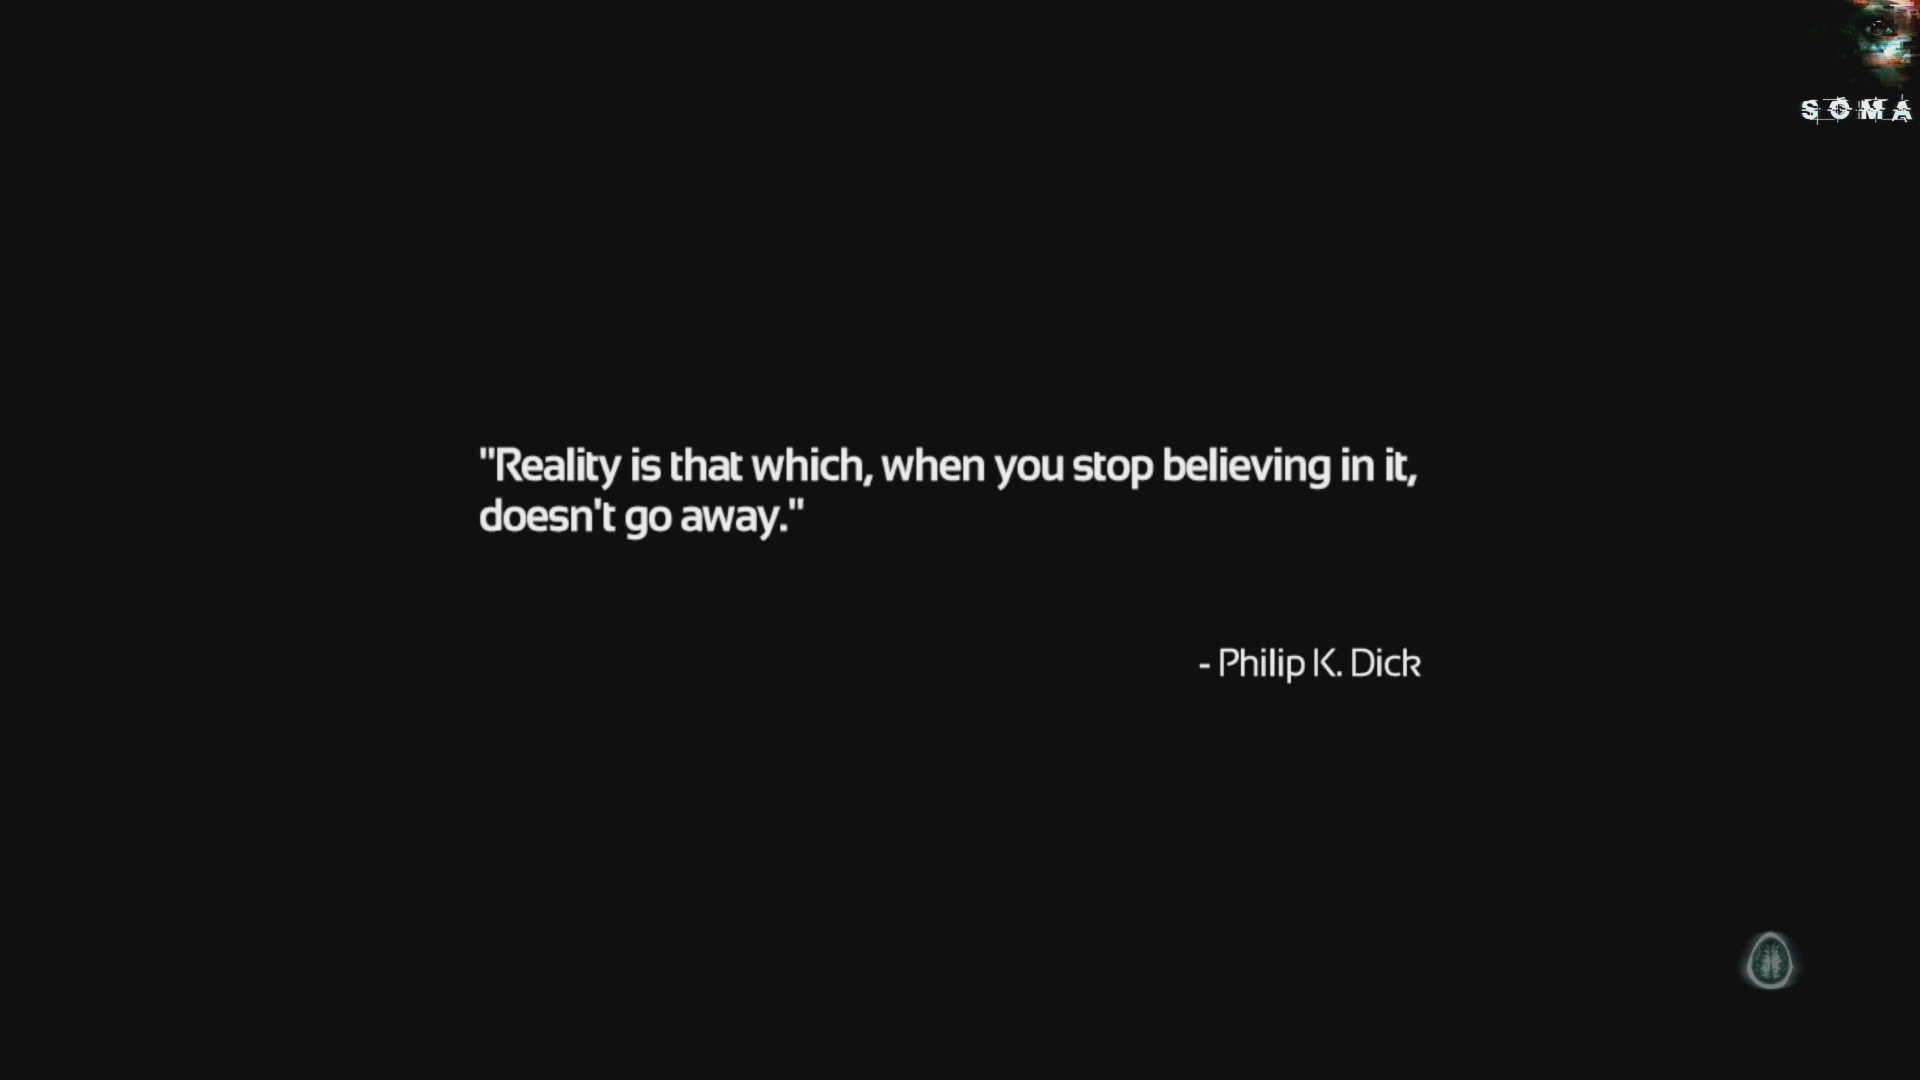 SOMA
"Reality is that which, when you stop believing in it,
doesn't go away."
- Philip K. Dick